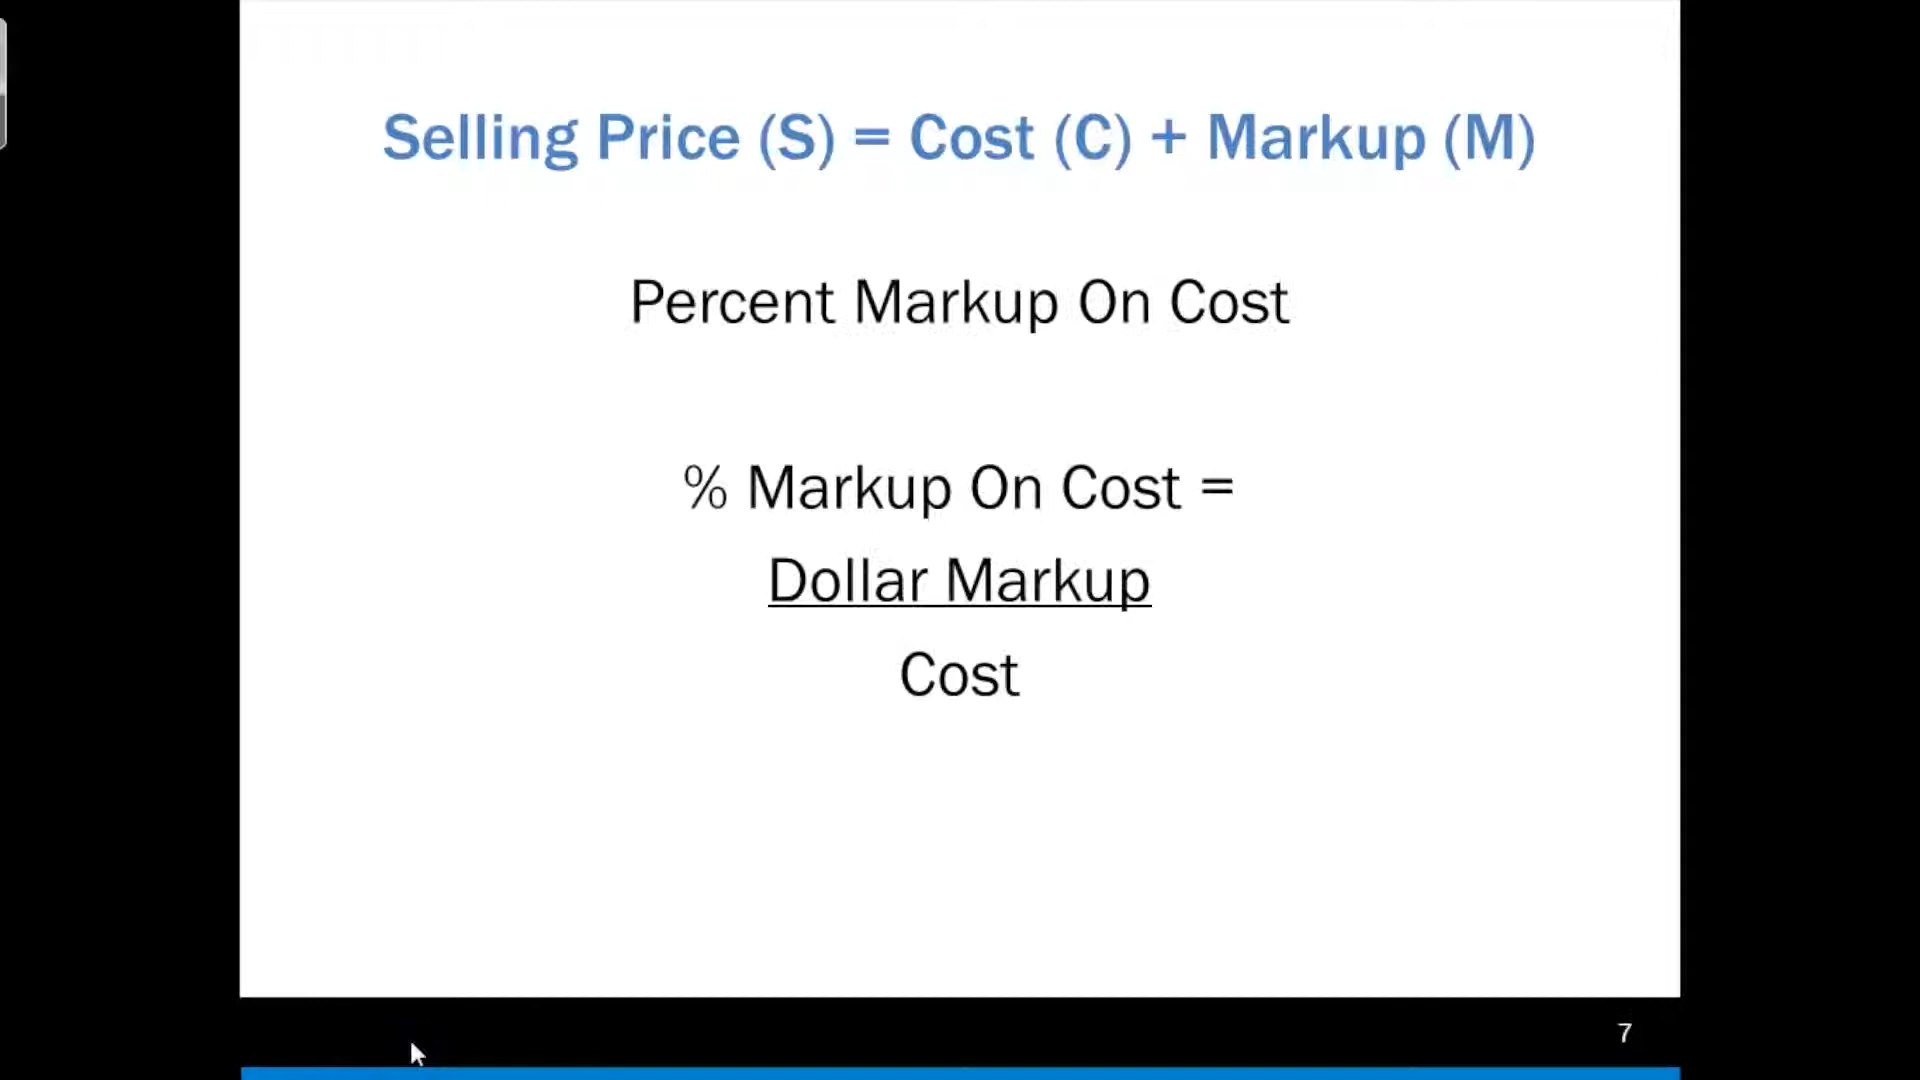 Selling Price (S) = Cost (C) + Markup (M)
Percent Markup On Cost
% Markup On Cost =
Dollar Markup
Cost
7